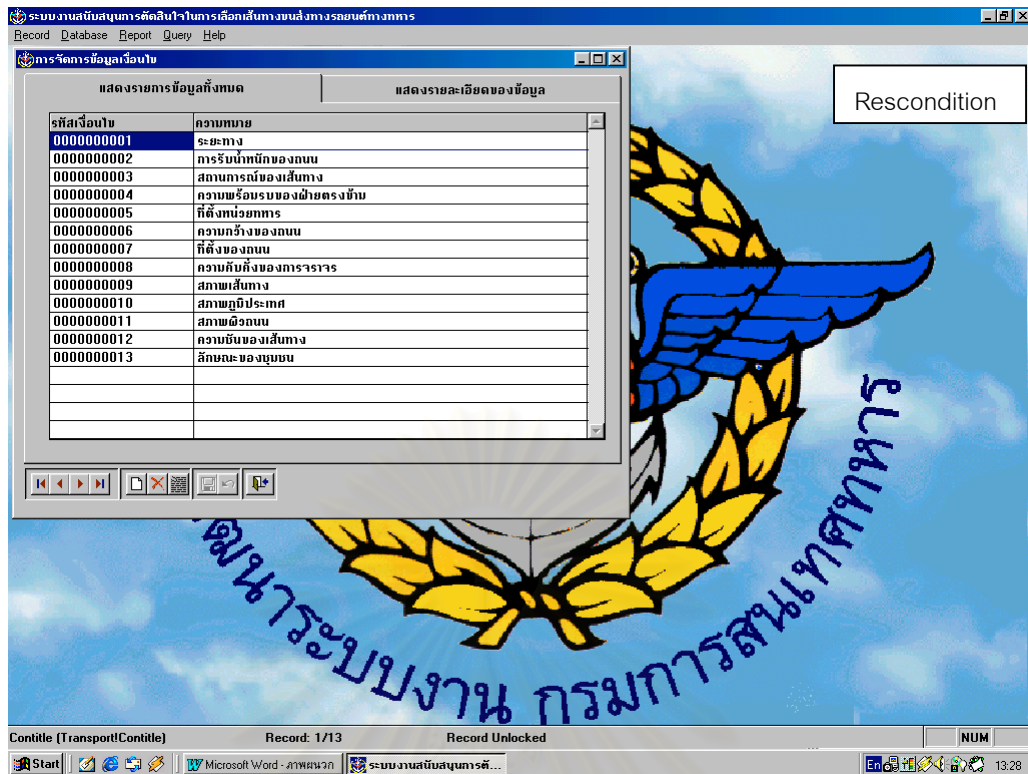 ระบบงานสนับสนุนการตัดสินใจในการเลือกเส้นทางขนส่งทางรถยนต์ทางทหาร
Record Database Report Query Help
การจัดการข้อมูลเงื่อนไข
แสดงรายการข้อมูลทั้งหมด แสดงรายละเอียดของข้อมูล
Rescondition
รหัสเงื่อนไข ความหมาย
0000000001 ระยะทาง
0000000002 การรับน้ำหนักของถนน
0000000003 สถานการณ์ของเส้นทาง
0000000004 ความพร้อมรบของฝ่ายตรงข้าม
0000000005 ที่ตั้งหน่วยทหาร
0000000006 ความกว้างของถนน
0000000007 ที่ตั้งของถนน
0000000008 ความคับคั่งของการจราจร
0000000009 สภาพเส้นทาง
0000000010 สภาพภูมิประเทศ
0000000011 สภาพผิวถนน
0000000012 ความชันของเส้นทาง
0000000013 ลักษณะของชุมชน
ฒนาระบบงาน กรมการสนเทศทหาร
Contitle (Transport!Contitle) Record: 1/13 Record Unlocked NUM
Start Microsoft Word - ภาพผนวก ระบบงานสนับสนุนการตั... En 13:28